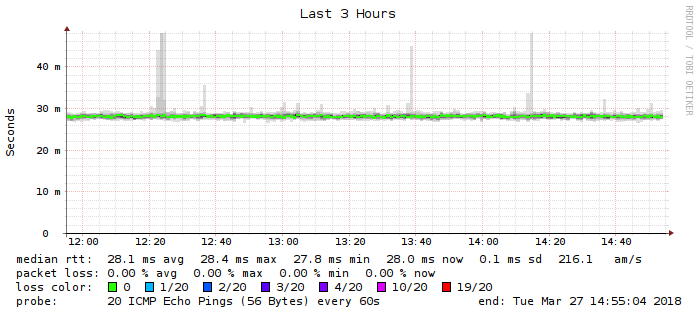 Last 3 Hours
RRDTOOL / TOBI OETIKER
Seconds
40 m
30 m
20 m
10 m
0
12:00 12:20 12:40 13:00 13:20 13:40 14:00 14:20 14:40
median rtt: 28.1 ms avg 28.4 ms max 27.8 ms min 28.0 ms now 0.1 ms sd 216.1 am/s
packet loss: 0.00 % avg 0.00 % max 0.00 % min 0.00 % now
loss color: 0 1/20 2/20 3/20 4/20 10/20 19/20
probe: 20 ICMP Echo Pings (56 Bytes) every 60s end: Tue Mar 27 14:55:04 2018